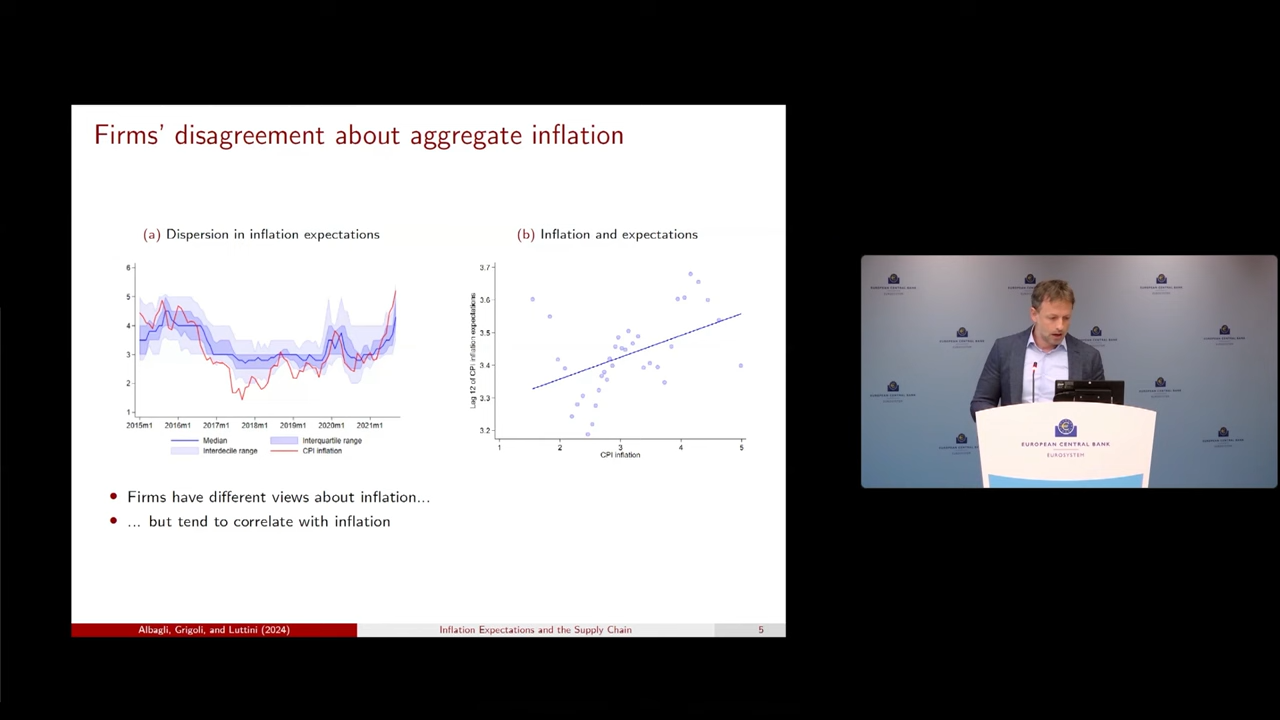 Firms' disagreement about aggregate inflation
(a) Dispersion in inflation expectations
6
5
4
3
2
1
2015m1 2016m1 2017m1 2018m1 2019m1 2020m1 2021m1
Median Interquartile range
Interdecile range CPI inflation
(b) Inflation and expectations
Lag 12 of CPI inflation expectations
3.7
3.6
3.5
3.4
3.3
3.2
1 2 3 4 5
CPI inflation
• Firms have different views about inflation...
• ... but tend to correlate with inflation
Albagli, Grigoli, and Luttini (2024) Inflation Expectations and the Supply Chain 5
EUROPEAN CENTRAL BANK
EUROSYSTEM